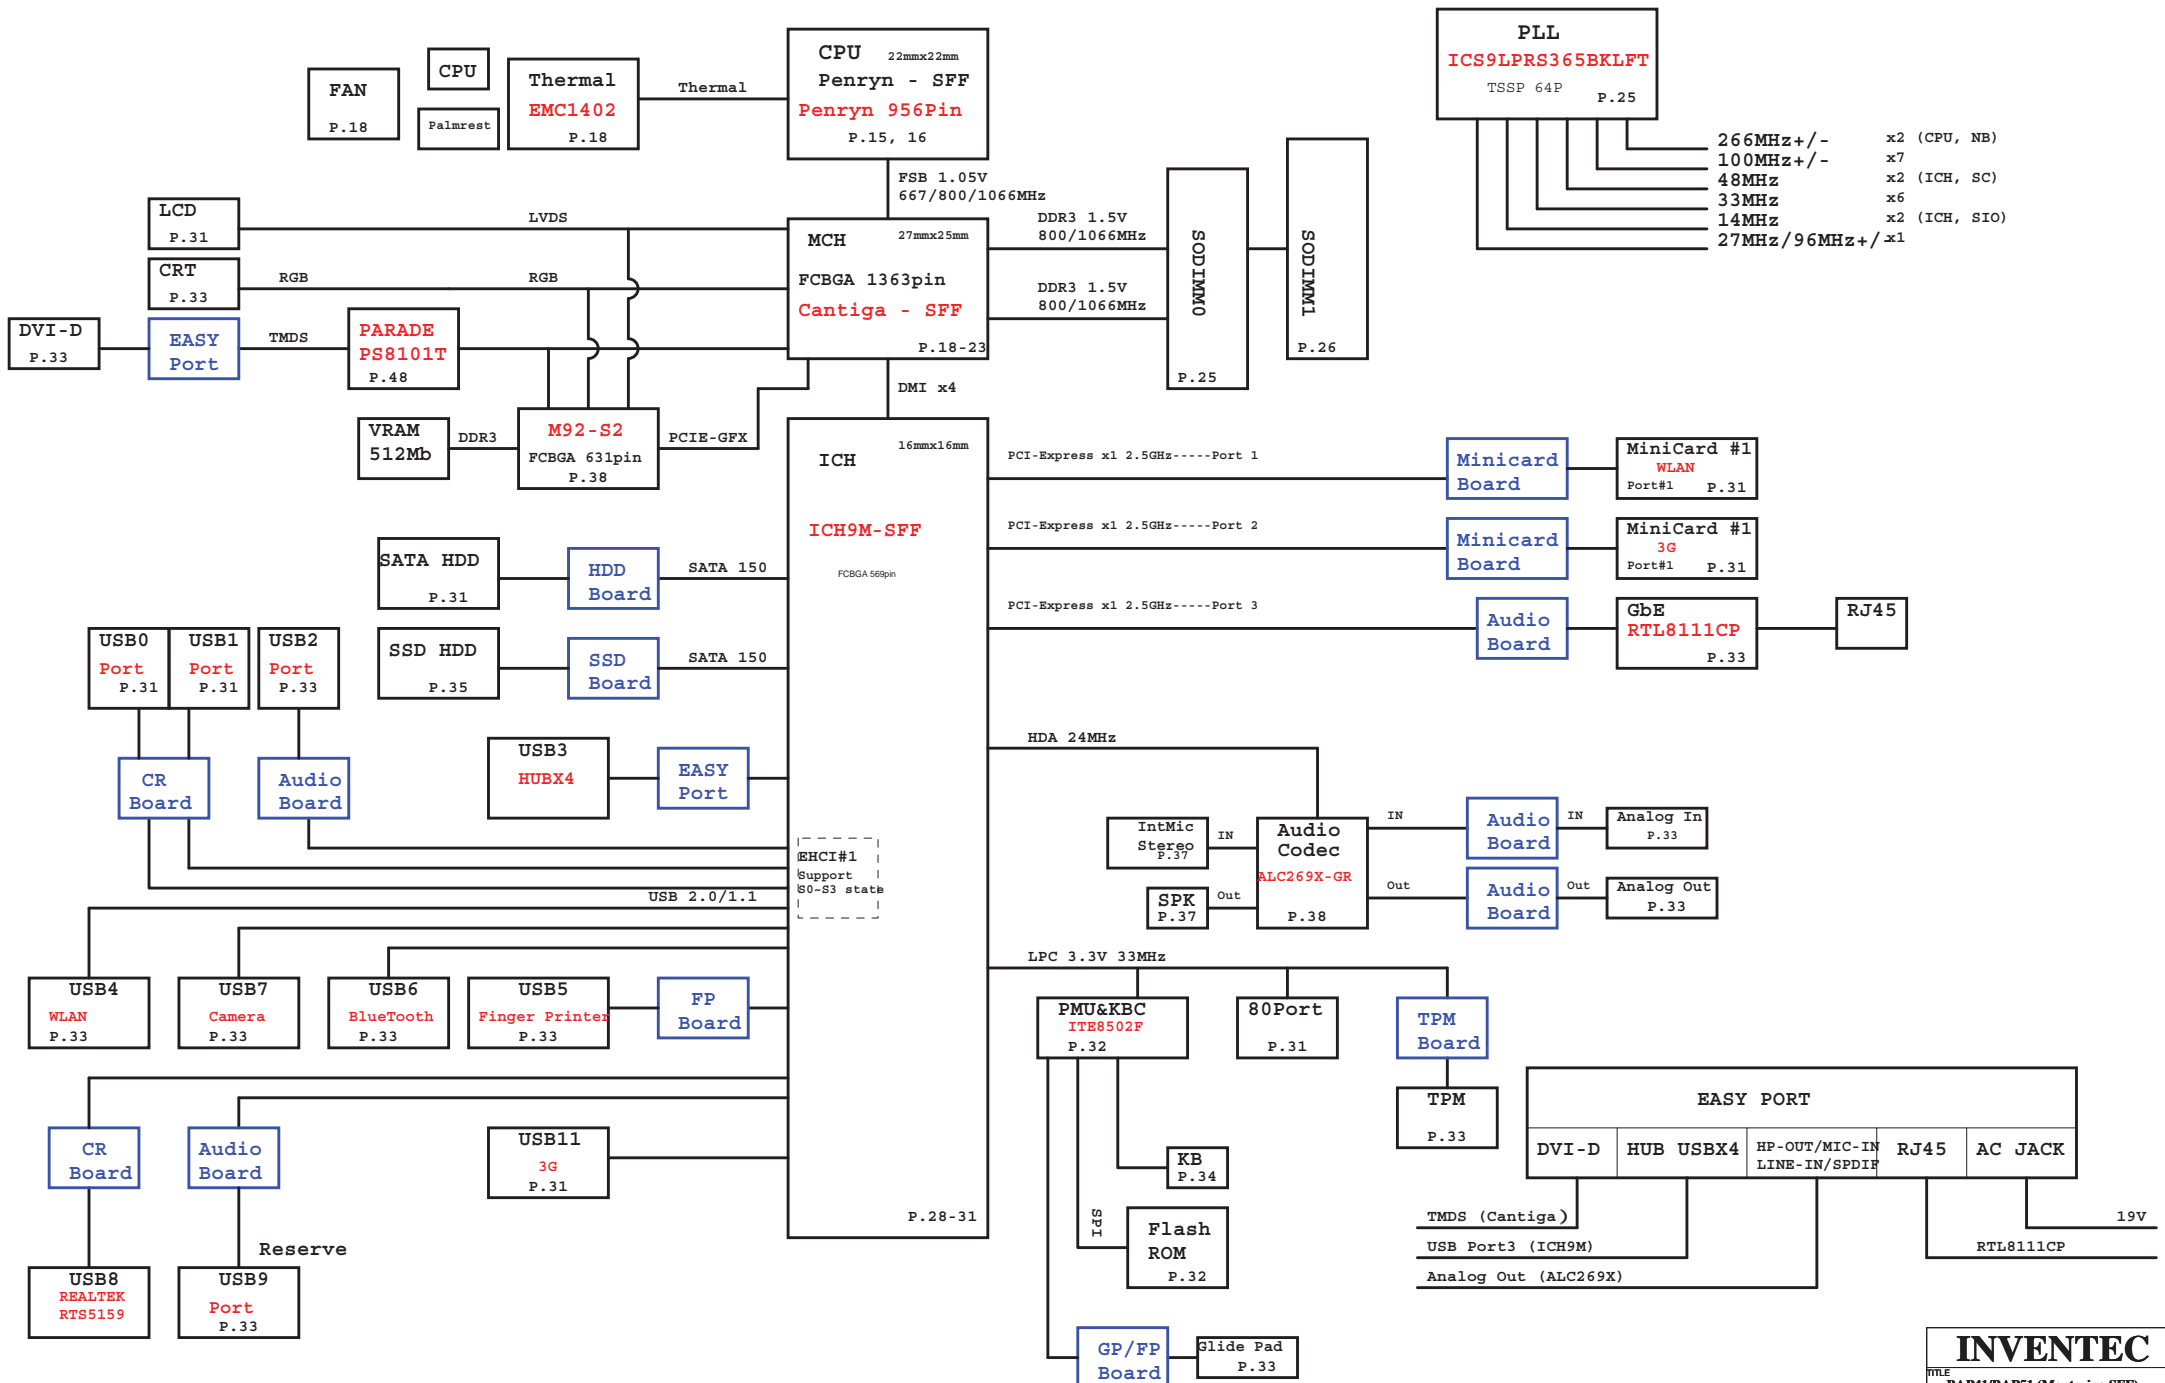 PLL
ICS9LPRS365BKLFT
TSSP 64P
P.25
266MHz+/-
x2 (CPU, NB)
100MHz+/-
x7
48MHz
x2 (ICH, SC)
33MHz
x6
14MHz
x2 (ICH, SIO)
27MHz/96MHz+/-
x1
FAN
P.18
CPU
Palmrest
Thermal
EMC1402
P.18
Thermal
CPU
22mmx22mm
Penryn - SFF
Penryn 956Pin
P.15, 16
FSB 1.05V
667/800/1066MHz
LCD
P.31
LVDS
CRT
P.33
RGB
RGB
DVI-D
P.33
EASY
Port
TMDS
PARADE
PS8101T
P.48
MCH
27mmx25mm
FCBGA 1363pin
Cantiga - SFF
P.18-23
DDR3 1.5V
800/1066MHz
DDR3 1.5V
800/1066MHz
SODIMM0
P.25
SODIMM1
P.26
DMI x4
VRAM
512Mb
DDR3
M92-S2
FCBGA 631pin
P.38
PCIE-GFX
ICH
16mmx16mm
ICH9M-SFF
FCBGA 569pin
PCI-Express x1 2.5GHz-----Port 1
Minicard
Board
MiniCard #1
WLAN
Port#1
P.31
PCI-Express x1 2.5GHz-----Port 2
Minicard
Board
MiniCard #1
3G
Port#1
P.31
PCI-Express x1 2.5GHz-----Port 3
Audio
Board
GbE
RTL8111CP
P.33
RJ45
SATA HDD
P.31
HDD
Board
SATA 150
SSD HDD
P.35
SSD
Board
SATA 150
USB0
Port
P.31
USB1
Port
P.31
USB2
Port
P.33
CR
Board
Audio
Board
USB3
HUBX4
EASY
Port
HDA 24MHz
EHCI#1
Support
S0~S3 state
USB 2.0/1.1
IntMic
Stereo
P.37
IN
SPK
P.37
Out
Audio
Codec
ALC269X-GR
P.38
IN
Audio
Board
IN
Analog In
P.33
Out
Audio
Board
Out
Analog Out
P.33
USB4
WLAN
P.33
USB7
Camera
P.33
USB6
BlueTooth
P.33
USB5
Finger Printer
P.33
FP
Board
LPC 3.3V 33MHz
PMU&KBC
ITE8502F
P.32
80Port
P.31
TPM
Board
TPM
P.33
CR
Board
Audio
Board
USB11
3G
P.31
KB
P.34
SPI
Flash
ROM
P.32
P.28-31
Reserve
USB8
REALTEK
RTS5159
USB9
Port
P.33
GP/FP
Board
Glide Pad
P.33
EASY PORT
DVI-D
HUB USBX4
HP-OUT/MIC-IN
LINE-IN/SPDIF
RJ45
AC JACK
TMDS (Cantiga)
19V
USB Port3 (ICH9M)
RTL8111CP
Analog Out (ALC269X)
INVENTEC
TITLE